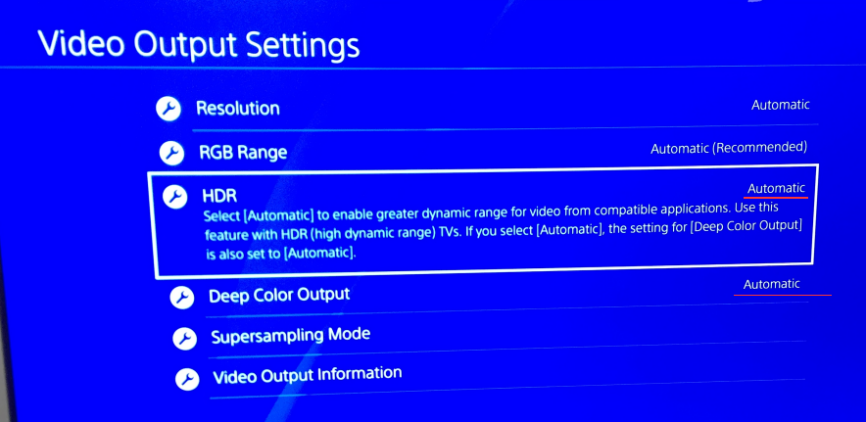 Video Output Settings
Resolution Automatic
RGB Range Automatic (Recommended)
HDR Automatic
Select [Automatic] to enable greater dynamic range for video from compatible applications. Use this
feature with HDR (high dynamic range) TVs. If you select [Automatic], the setting for [Deep Color Output]
is also set to [Automatic].
Deep Color Output Automatic
Supersampling Mode
Video Output Information